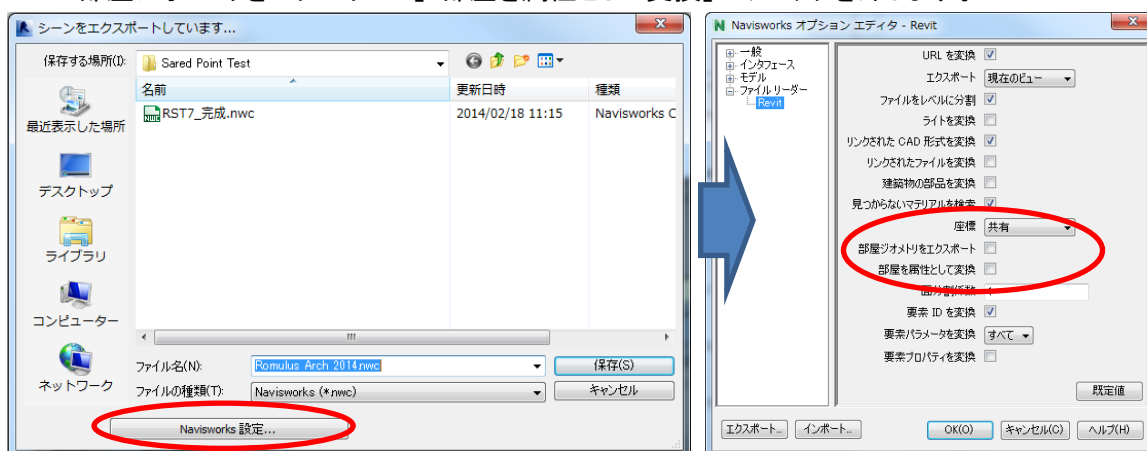 シーンをエクスポートしています...
保存する場所(I):
Sared Point Test
名前
更新日時
種類
RST7_完成.nwc
2014/02/18 11:15
Navisworks C
最近表示した場所
デスクトップ
ライブラリ
コンピューター
ネットワーク
ファイル名(N):
Romulus Arch 2014.nwc
保存(S)
ファイルの種類(T):
Navisworks (*.nwc)
キャンセル
Navisworks 設定...
Navisworks オプション エディタ - Revit
一般
インタフェース
モデル
ファイル リーダー
Revit
URL を変換
エクスポート 現在のビュー
ファイルをレベルに分割
ライトを変換
リンクされた CAD 形式を変換
リンクされたファイルを変換
建築物の部品を変換
見つからないマテリアルを検索
座標 共有
部屋ジオメトリをエクスポート
部屋を属性として変換
面分割係数
要素 ID を変換
要素パラメータを変換 すべて
要素プロパティを変換
既定値
エクスポート...
インポート...
OK(O)
キャンセル(C)
ヘルプ(H)